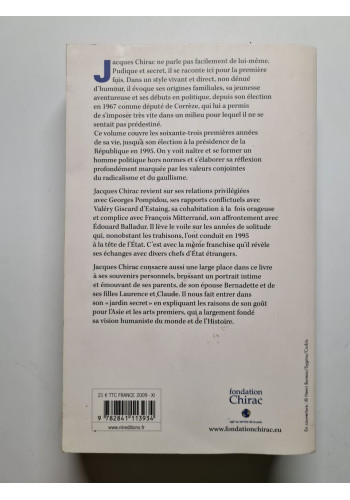 Jacques Chirac ne parle pas facilement de lui-même.
Pudique et secret, il se raconte ici pour la première
fois. Dans un style vivant et direct, non dénué
d'humour, il évoque ses origines familiales, sa jeunesse
aventureuse et ses débuts en politique, depuis son élection
en 1967 comme député de Corrèze, qui lui a permis
de s'imposer très vite dans un milieu pour lequel il ne se
sentait pas prédestiné.
Ce volume couvre les soixante-trois premières années
de sa vie, jusqu'à son élection à la présidence de la
République en 1995. On y voit naître et se former un
homme politique hors normes et s'élaborer sa réflexion
profondément marquée par les valeurs conjointes
du radicalisme et du gaullisme.
Jacques Chirac revient sur ses relations privilégiées
avec Georges Pompidou, ses rapports conflictuels avec
Valéry Giscard d'Estaing, sa cohabitation à la fois orageuse
et complice avec François Mitterrand, son affrontement avec
Édouard Balladur. Il lève le voile sur les années de solitude
qui, nonobstant les trahisons, l'ont conduit en 1995
à la tête de l'État. C'est avec la même franchise qu'il révèle
ses échanges avec divers chefs d'État étrangers.
Jacques Chirac consacre aussi une large place dans ce livre
à ses souvenirs personnels, brossant un portrait intime
et émouvant de ses parents, de son épouse Bernadette et de
ses filles Laurence et Claude. Il nous fait entrer dans
son « jardin secret » en expliquant les raisons de son goût
pour l'Asie et les arts premiers, qui a largement fondé
sa vision humaniste du monde et de l'Histoire.
21 € TTC FRANCE 2009-XI
9 782841 113934
www.nileditions.fr
fondation
Chirac
www.fondationchirac.eu